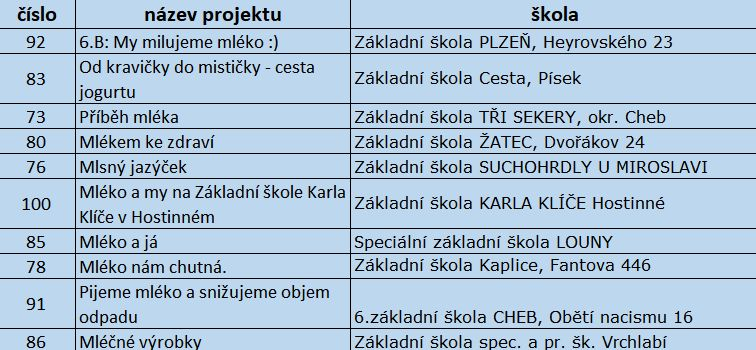 číslo název projektu škola
92 6.B: My milujeme mléko :) Základní škola PLZEŇ, Heyrovského 23
83 Od kravičky do mističky - cesta jogurtu Základní škola Cesta, Písek
73 Příběh mléka Základní škola TŘI SEKERY, okr. Cheb
80 Mlékem ke zdraví Základní škola ŽATEC, Dvořákov 24
76 Mlsný jazýček Základní škola SUCHOHRDLY U MIROSLAVI
100 Mléko a my na Základní škole Karla Klíče v Hostinném Základní škola KARLA KLÍČE Hostinné
85 Mléko a já Speciální základní škola LOUNY
78 Mléko nám chutná. Základní škola Kaplice, Fantova 446
91 Pijeme mléko a snižujeme objem odpadu 6.základní škola CHEB, Obětí nacismu 16
86 Mléčné výrobky Základní škola spec. a pr. šk. Vrchlabí